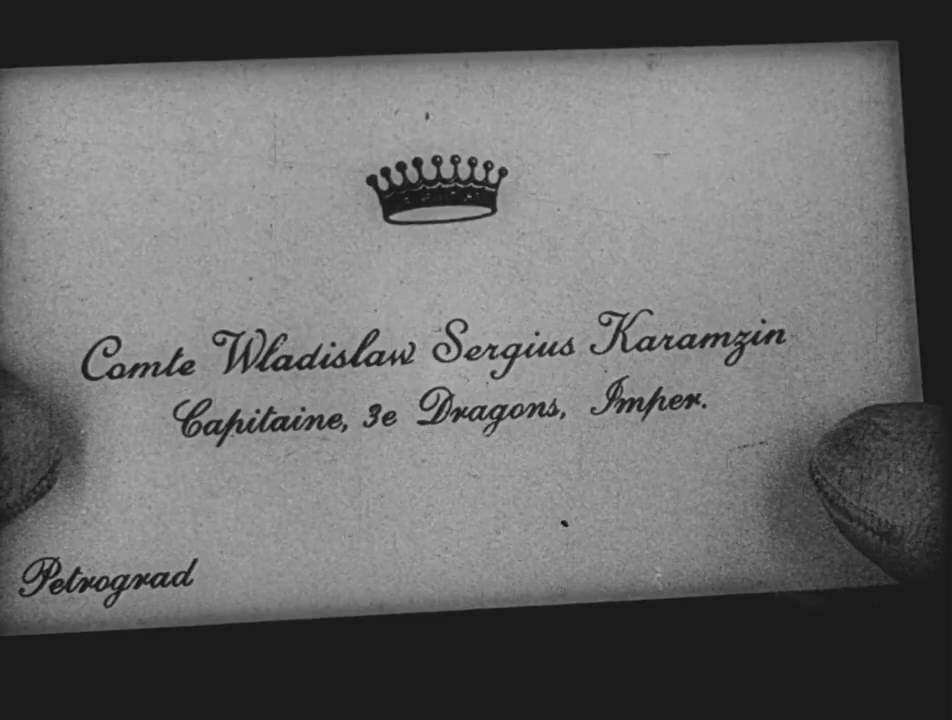 Comte Wladislaw Sergius Karamzin
Capitaine, 3e Dragons, Imper.
Petrograd